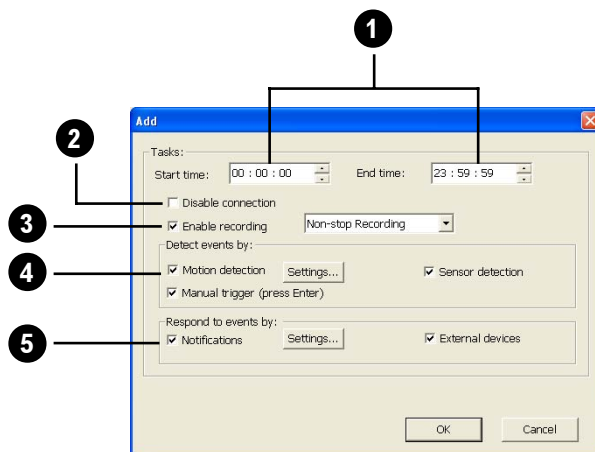 1
Add
2
Tasks:
Start time: 00 : 00 : 00 End time: 23 : 59 : 59
Disable connection
3
Enable recording Non-stop Recording
Detect events by:
4
Motion detection Settings... Sensor detection
Manual trigger (press Enter)
Respond to events by:
5
Notifications Settings... External devices
OK Cancel